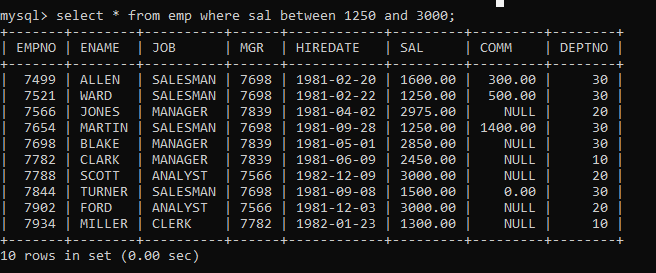 mysql> select * from emp where sal between 1250 and 3000;
+-------+--------+----------+------+------------+---------+---------+--------+
| EMPNO | ENAME  | JOB      | MGR  | HIREDATE   | SAL     | COMM    | DEPTNO |
+-------+--------+----------+------+------------+---------+---------+--------+
|  7499 | ALLEN  | SALESMAN | 7698 | 1981-02-20 | 1600.00 |  300.00 |     30 |
|  7521 | WARD   | SALESMAN | 7698 | 1981-02-22 | 1250.00 |  500.00 |     30 |
|  7566 | JONES  | MANAGER  | 7839 | 1981-04-02 | 2975.00 |    NULL |     20 |
|  7654 | MARTIN | SALESMAN | 7698 | 1981-09-28 | 1250.00 | 1400.00 |     30 |
|  7698 | BLAKE  | MANAGER  | 7839 | 1981-05-01 | 2850.00 |    NULL |     30 |
|  7782 | CLARK  | MANAGER  | 7839 | 1981-06-09 | 2450.00 |    NULL |     10 |
|  7788 | SCOTT  | ANALYST  | 7566 | 1982-12-09 | 3000.00 |    NULL |     20 |
|  7844 | TURNER | SALESMAN | 7698 | 1981-09-08 | 1500.00 |    0.00 |     30 |
|  7902 | FORD   | ANALYST  | 7566 | 1981-12-03 | 3000.00 |    NULL |     20 |
|  7934 | MILLER | CLERK    | 7782 | 1982-01-23 | 1300.00 |    NULL |     10 |
+-------+--------+----------+------+------------+---------+---------+--------+
10 rows in set (0.00 sec)